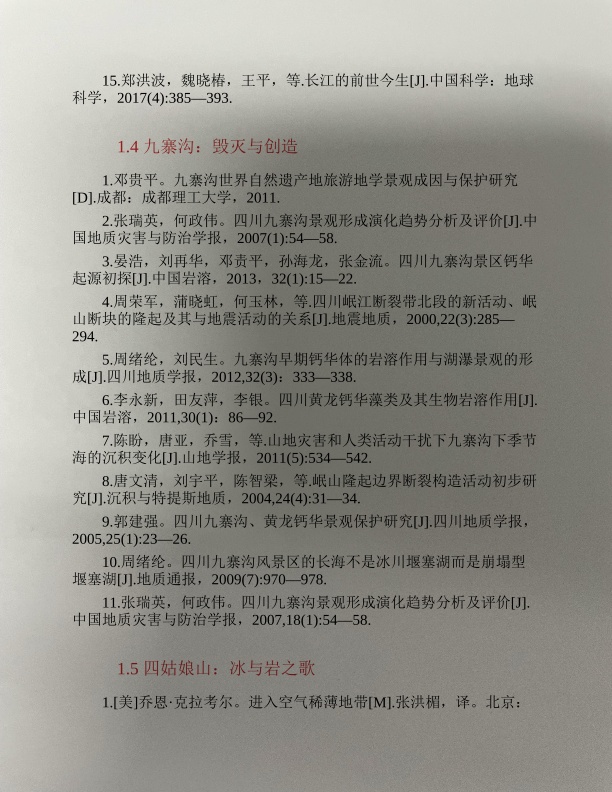 15.郑洪波，魏晓椿，王平，等.长江的前世今生[J].中国科学：地球
科学，2017(4):385—393.
1.4 九寨沟：毁灭与创造
1.邓贵平。九寨沟世界自然遗产地旅游地学景观成因与保护研究
[D].成都：成都理工大学，2011.
2.张瑞英，何政伟。四川九寨沟景观形成演化趋势分析及评价[J].中
国地质灾害与防治学报，2007(1):54—58.
3.晏浩，刘再华，邓贵平，孙海龙，张金流。四川九寨沟景区钙华
起源初探[J].中国岩溶，2013，32(1):15—22.
4.周荣军，蒲晓虹，何玉林，等.四川岷江断裂带北段的新活动、岷
山断块的隆起及其与地震活动的关系[J].地震地质，2000,22(3):285—
294.
5.周绪纶，刘民生。九寨沟早期钙华体的岩溶作用与湖瀑景观的形
成[J].四川地质学报，2012,32(3)：333—338.
6.李永新，田友萍，李银。四川黄龙钙华藻类及其生物岩溶作用[J].
中国岩溶，2011,30(1)：86—92.
7.陈盼，唐亚，乔雪，等.山地灾害和人类活动干扰下九寨沟下季节
海的沉积变化[J].山地学报，2011(5):534—542.
8.唐文清，刘宇平，陈智梁，等.岷山隆起边界断裂构造活动初步研
究[J].沉积与特提斯地质，2004,24(4):31—34.
9.郭建强。四川九寨沟、黄龙钙华景观保护研究[J].四川地质学报，
2005,25(1):23—26.
10.周绪纶。四川九寨沟风景区的长海不是冰川堰塞湖而是崩塌型
堰塞湖[J].地质通报，2009(7):970—978.
11.张瑞英，何政伟。四川九寨沟景观形成演化趋势分析及评价[J].
中国地质灾害与防治学报，2007,18(1):54—58.
1.5 四姑娘山：冰与岩之歌
1.[美]乔恩·克拉考尔。进入空气稀薄地带[M].张洪楣，译。北京：